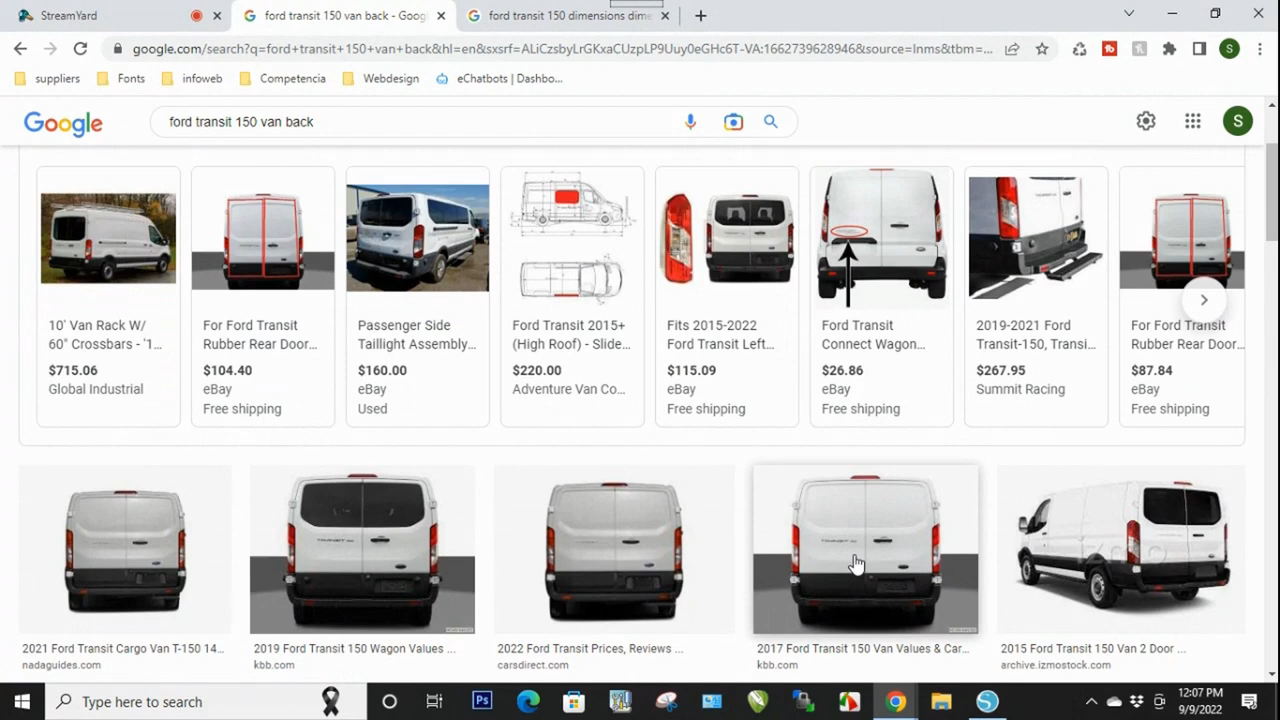 StreamYard
ford transit 150 van back - Goog
ford transit 150 dimensions dime
google.com/search?q=ford+transit+150+van+back&hl=en&sxsrf=ALiCzsbyLrGKxaCUzpLP9Uuy0eGHc6T-VA:1662739628946&source=lnms&tbm=...
S
suppliers
Fonts
infoweb
Competencia
Webdesign
eChatbots | Dashbo...
Google
ford transit 150 van back
S
10' Van Rack W/
60" Crossbars - '1...
$715.06
Global Industrial
For Ford Transit
Rubber Rear Door...
$104.40
eBay
Free shipping
Passenger Side
Taillight Assembly...
$160.00
eBay
Used
Ford Transit 2015+
(High Roof) - Slide...
$220.00
Adventure Van Co...
Fits 2015-2022
Ford Transit Left...
$115.09
eBay
Free shipping
Ford Transit
Connect Wagon...
$26.86
eBay
Free shipping
2019-2021 Ford
Transit-150, Transi...
$267.95
Summit Racing
For Ford Transit
Rubber Rear Door...
$87.84
eBay
Free shipping
2021 Ford Transit Cargo Van T-150 14...
nadaguides.com
2019 Ford Transit 150 Wagon Values ...
kbb.com
2022 Ford Transit Prices, Reviews ...
carsdirect.com
2017 Ford Transit 150 Van Values & Car...
kbb.com
2015 Ford Transit 150 Van 2 Door ...
archive.izmostock.com
Type here to search
Ps
12:07 PM
9/9/2022